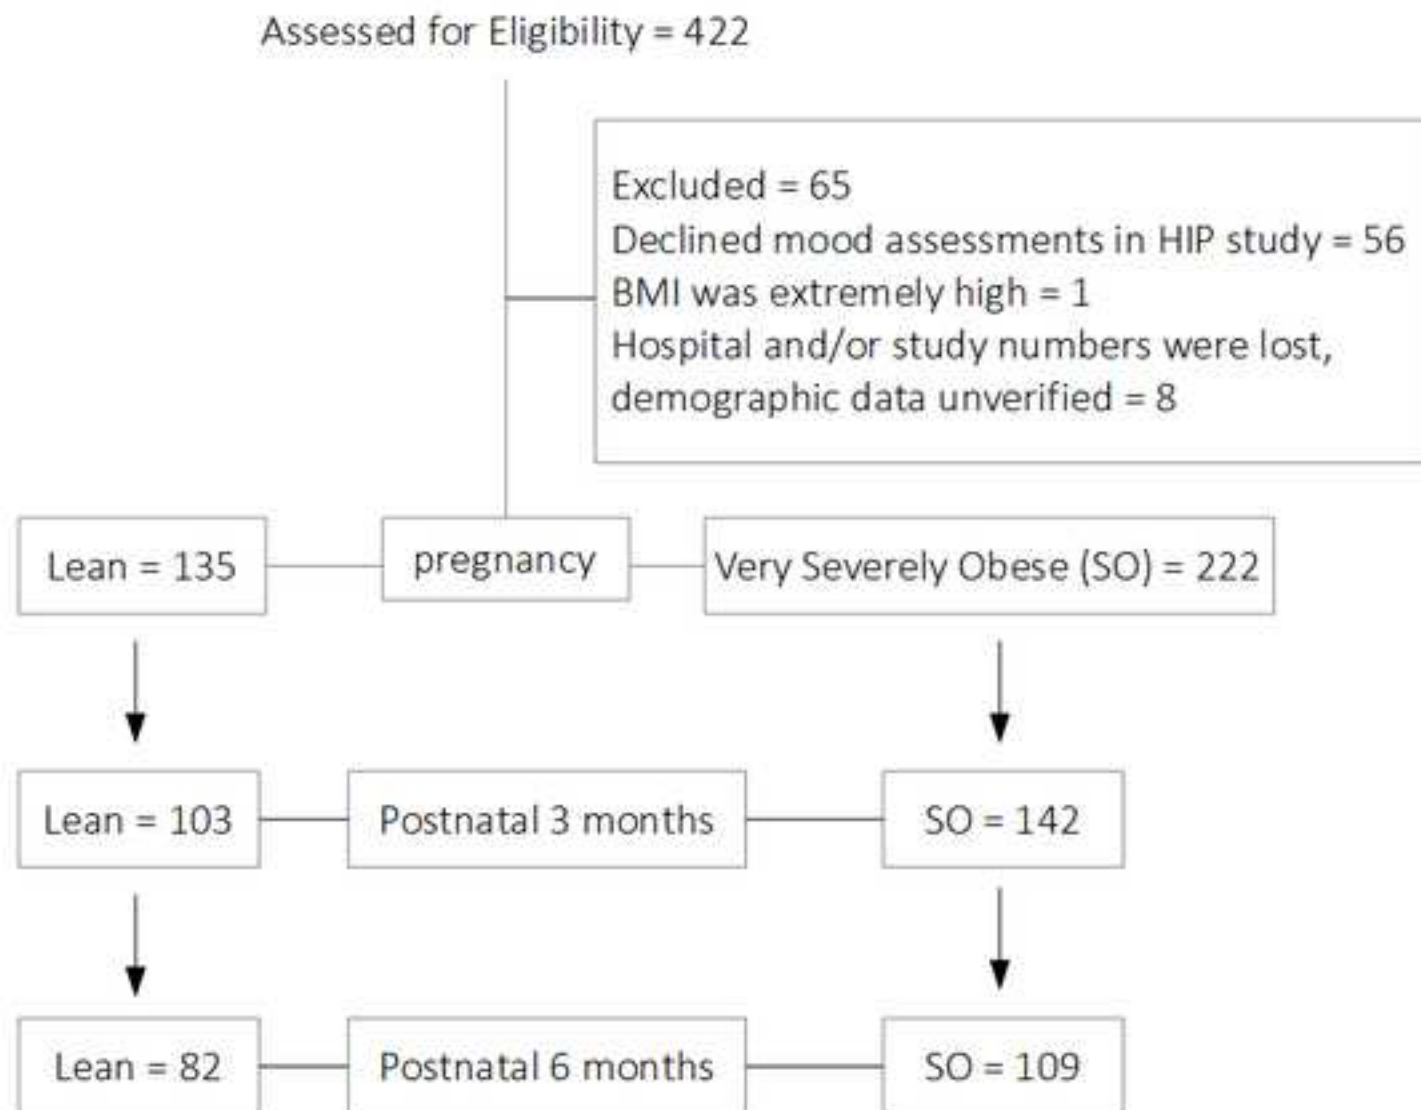 Assessed for Eligibility = 422
Excluded = 65
Declined mood assessments in HIP study = 56
BMI was extremely high = 1
Hospital and/or study numbers were lost,
demographic data unverified = 8
Lean = 135
pregnancy
Very Severely Obese (SO) = 222
Lean = 103
Postnatal 3 months
SO = 142
Lean = 82
Postnatal 6 months
SO = 109